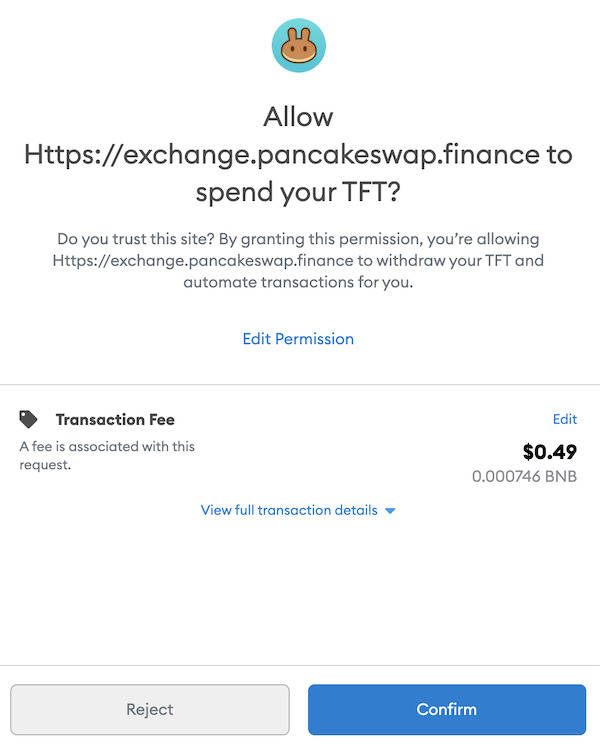 Allow
Https://exchange.pancakeswap.finance to
spend your TFT?
Do you trust this site? By granting this permission, you’re allowing
Https://exchange.pancakeswap.finance to withdraw your TFT and
automate transactions for you.
Edit Permission
Transaction Fee
Edit
A fee is associated with this
request.
$0.49
0.000746 BNB
View full transaction details
Reject
Confirm